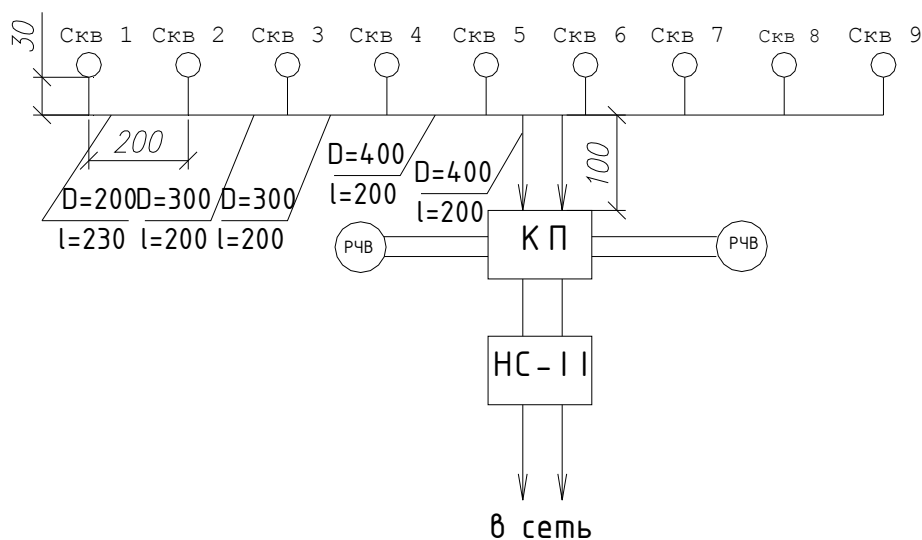 30
Скв 1 Скв 2 Скв 3 Скв 4 Скв 5 Скв 6 Скв 7 Скв 8 Скв 9
200
100
D=200
l=230
D=300
l=200
D=300
l=200
D=400
l=200
D=400
l=200
РЧВ
КП
РЧВ
НС-II
в сеть